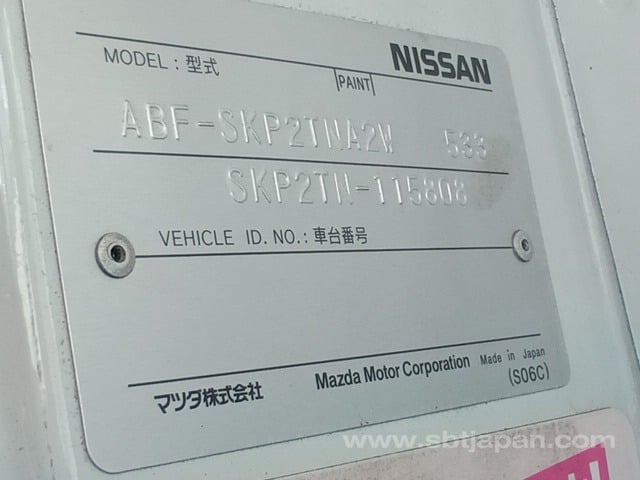 MODEL : 型式
PAINT
NISSAN
ABF-SKP2TNA2W 533
SKP2TN-115808
VEHICLE ID. NO. : 車台番号
マツダ株式会社 Mazda Motor Corporation Made in Japan
(S06C)
www.sbtjapan.com